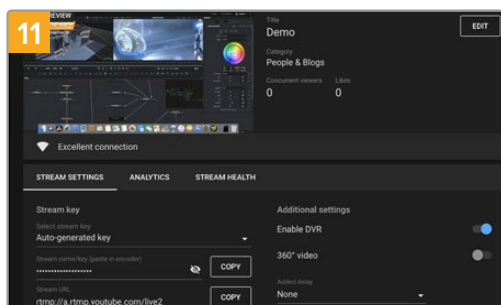 11
PREVIEW
Title
Demo
EDIT
Category
People & Blogs
Concurrent viewers Likes
0 0
Excellent connection
STREAM SETTINGS ANALYTICS STREAM HEALTH
Stream key
Additional settings
Select stream key
Auto-generated key
Enable DVR
Stream name/key (paste in encoder)
••••••••••••••••••• COPY
360° video
Added delay
None
Stream URL
rtmp://a.rtmp.youtube.com/live2 COPY